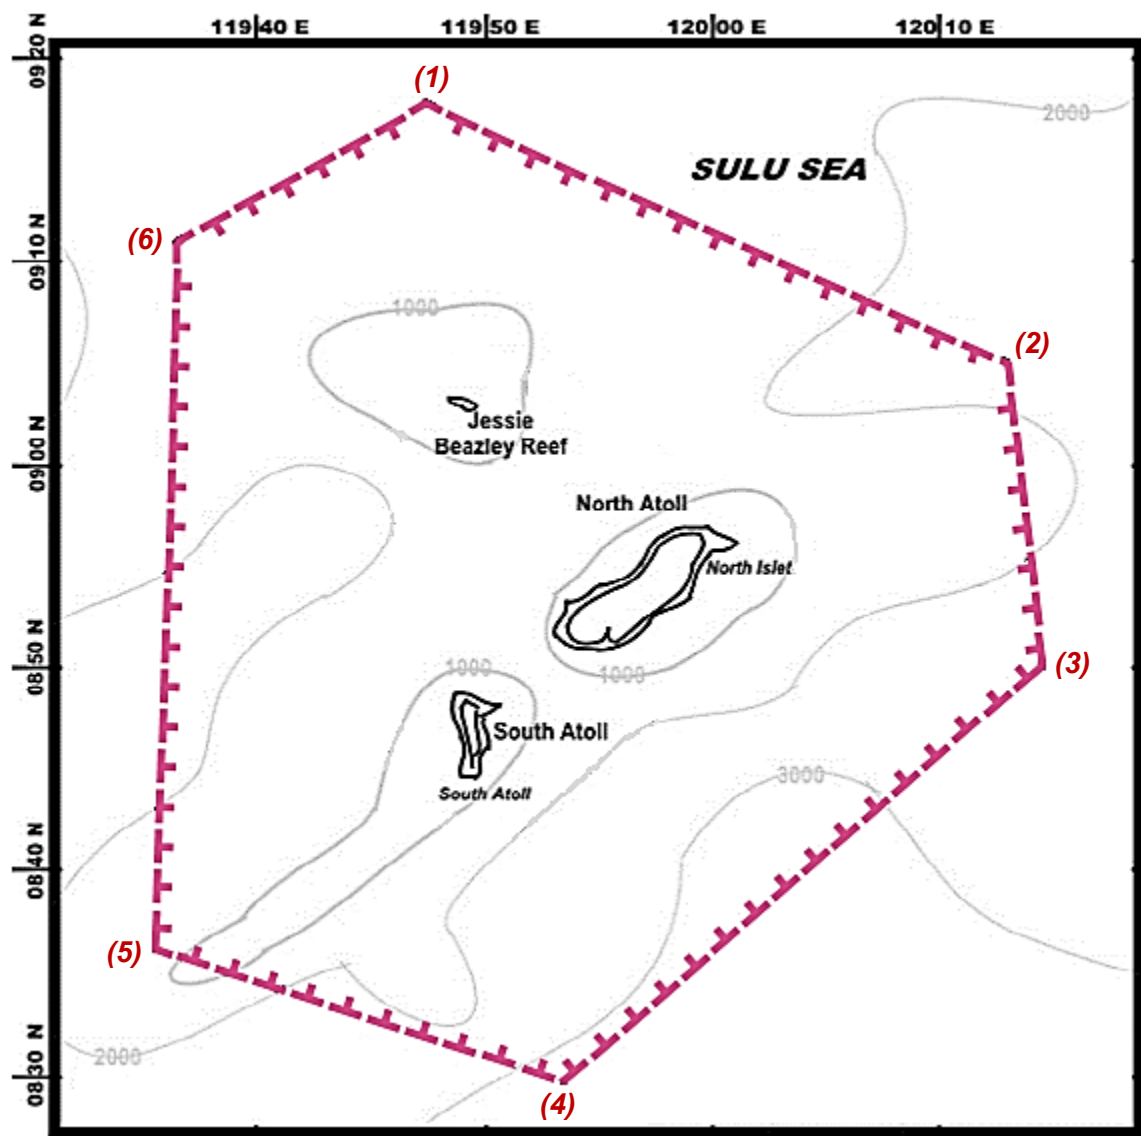 119 40 E
119 50 E
120 00 E
120 10 E
09 20 N
(1)
2000
SULU SEA
(6)
09 10 N
1000
(2)
Jessie
Beazley Reef
09 00 N
North Atoll
North Islet
08 50 N
1000
1000
(3)
South Atoll
South Atoll
3000
08 40 N
(5)
2000
08 30 N
(4)